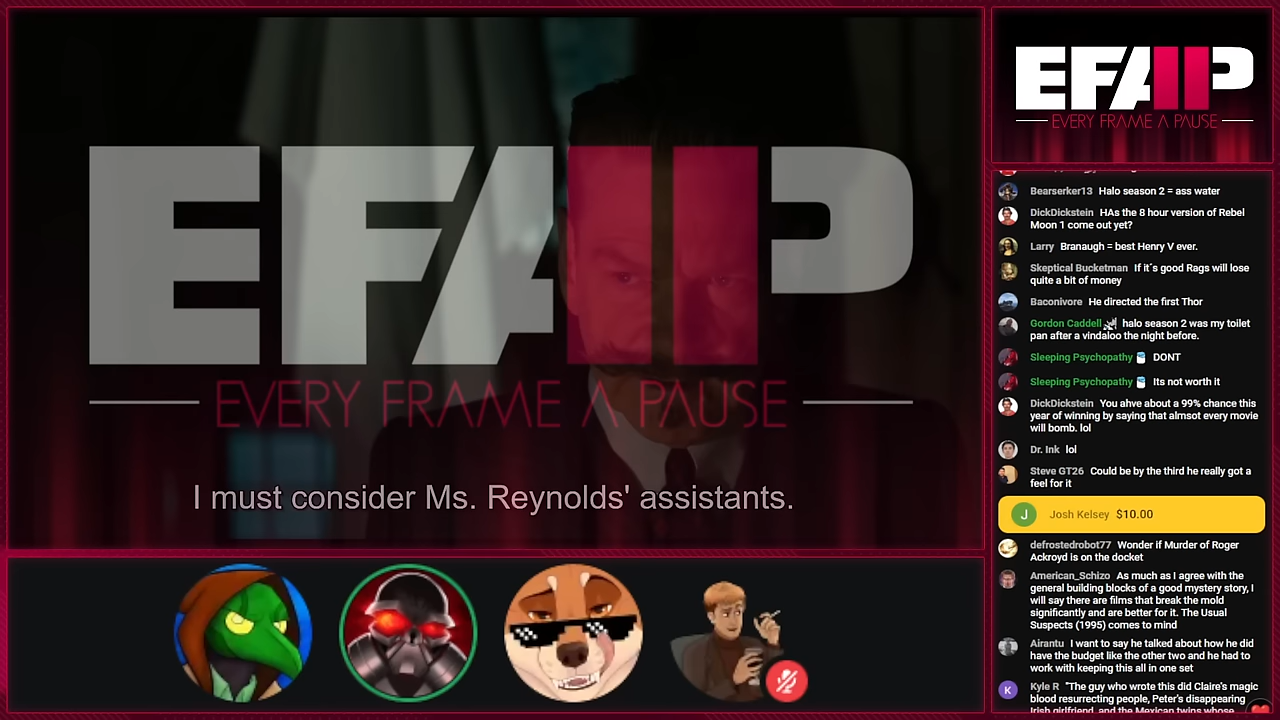 EFAP
EVERY FRAME A PAUSE
I must consider Ms. Reynolds' assistants.
EFAP
EVERY FRAME A PAUSE
Bearserker13 Halo season 2 = ass water
DickDickstein HAs the 8 hour version of Rebel
Moon 1 come out yet?
Larry Branaugh = best Henry V ever.
Skeptical Bucketman If it´s good Rags will lose
quite a bit of money
Baconivore He directed the first Thor
Gordon Caddell halo season 2 was my toilet
pan after a vindaloo the night before.
Sleeping Psychopathy DONT
Sleeping Psychopathy Its not worth it
DickDickstein You ahve about a 99% chance this
year of winning by saying that almsot every movie
will bomb. lol
Dr. Ink lol
Steve GT26 Could be by the third he really got a
feel for it
J Josh Kelsey $10.00
defrostedrobot77 Wonder if Murder of Roger
Ackroyd is on the docket
American_Schizo As much as I agree with the
general building blocks of a good mystery story, I
will say there are films that break the mold
significantly and are better for it. The Usual
Suspects (1995) comes to mind
Airantu I want to say he talked about how he did
have the budget like the other two and he had to
work with keeping this all in one set
K Kyle R "The guy who wrote this did Claire's magic
blood resurrecting people, Peter's disappearing
Irish girlfriend, and the Mexican twins whose